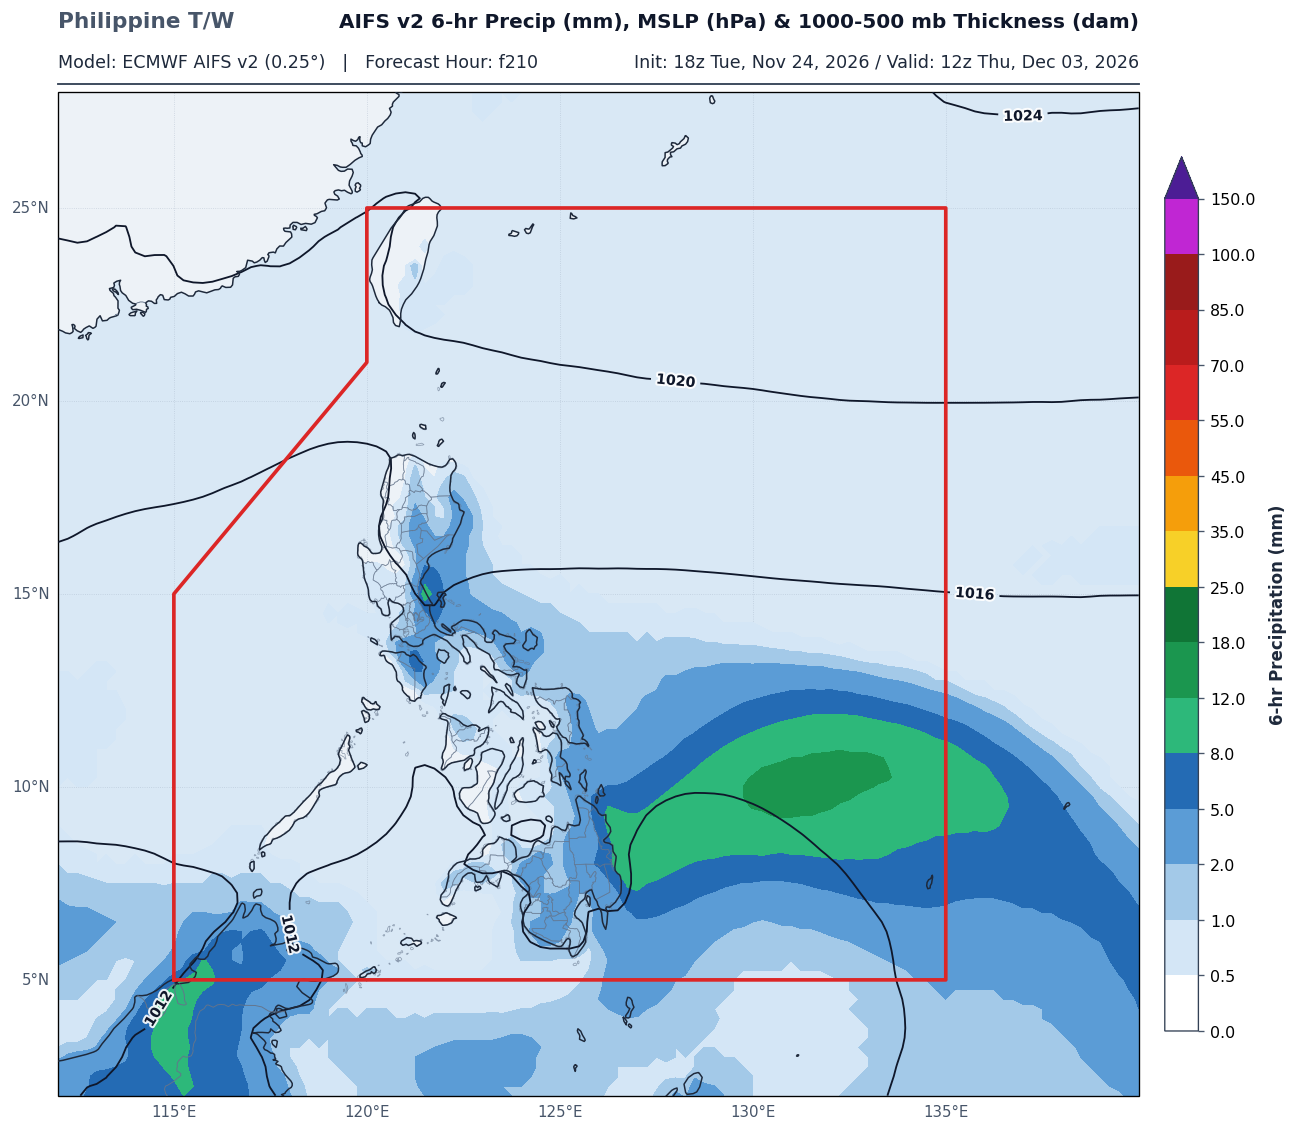 Philippine T/W
AIFS v2 6-hr Precip (mm), MSLP (hPa) & 1000-500 mb Thickness (dam)
Model: ECMWF AIFS v2 (0.25°) | Forecast Hour: f210
Init: 18z Tue, Nov 24, 2026 / Valid: 12z Thu, Dec 03, 2026
1024
1020
1016
1012
1012
25°N
20°N
15°N
10°N
5°N
115°E
120°E
125°E
130°E
135°E
150.0
100.0
85.0
70.0
55.0
45.0
35.0
25.0
18.0
12.0
8.0
5.0
2.0
1.0
0.5
0.0
6-hr Precipitation (mm)